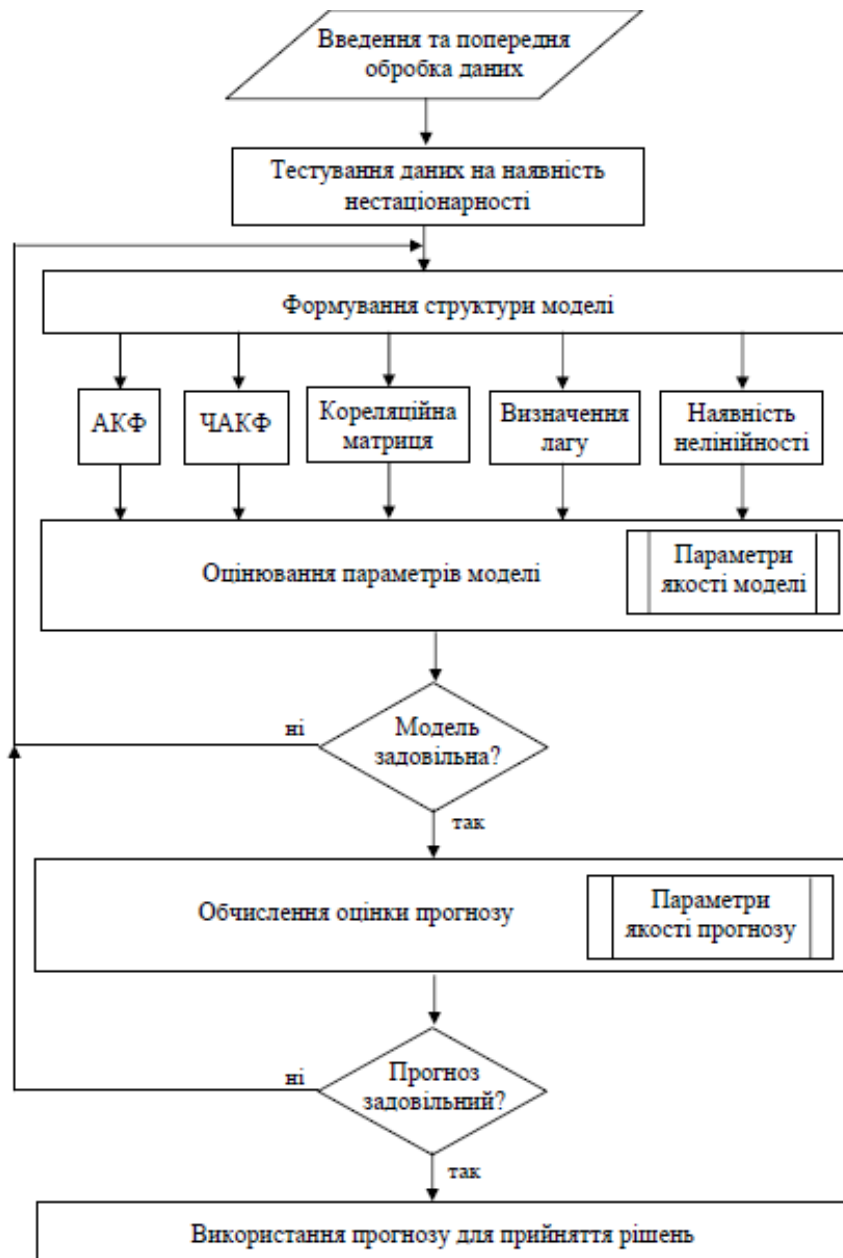 Введення та попередня
обробка даних
Тестування даних на наявність
нестаціонарності
Формування структури моделі
АКФ
ЧАКФ
Кореляційна
матриця
Визначення
лагу
Наявність
нелінійності
Оцінювання параметрів моделі
Параметри
якості моделі
ні
Модель
задовільна?
так
Обчислення оцінки прогнозу
Параметри
якості прогнозу
ні
Прогноз
задовільний?
так
Використання прогнозу для прийняття рішень